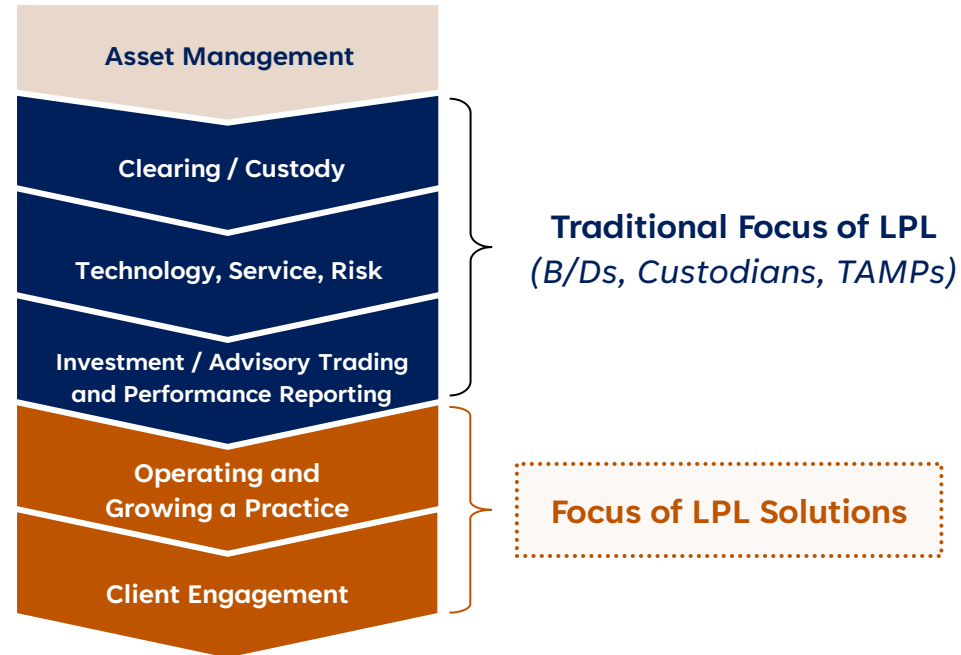 Asset Management
Clearing / Custody
Technology, Service, Risk
Investment / Advisory Trading
and Performance Reporting
Traditional Focus of LPL
(B/Ds, Custodians, TAMPs)
Operating and
Growing a Practice
Client Engagement
Focus of LPL Solutions